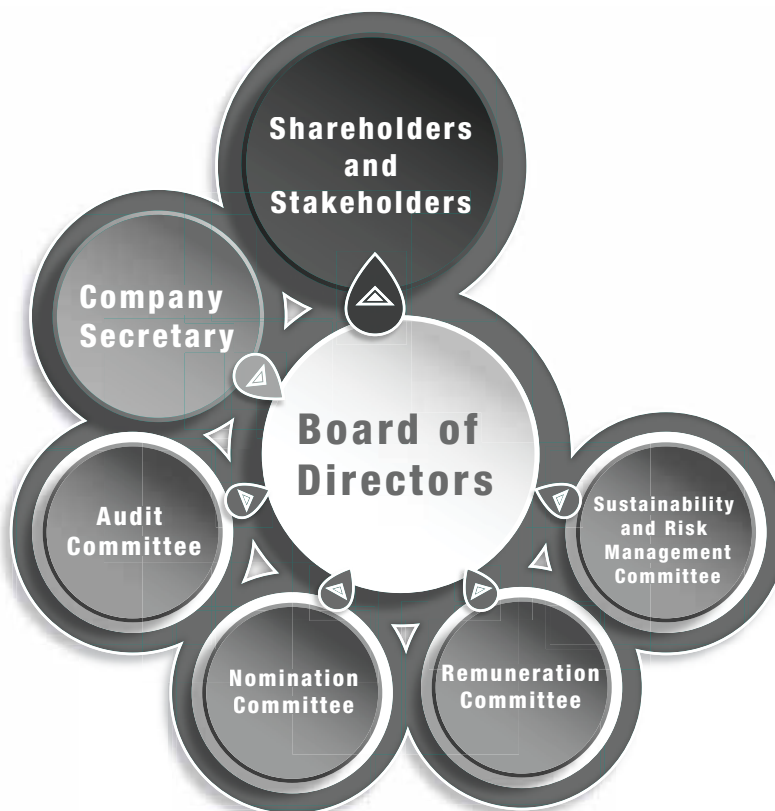 Shareholders
and
Stakeholders
Company
Secretary
Board of
Directors
Audit
Committee
Sustainability
and Risk
Management
Committee
Nomination
Committee
Remuneration
Committee